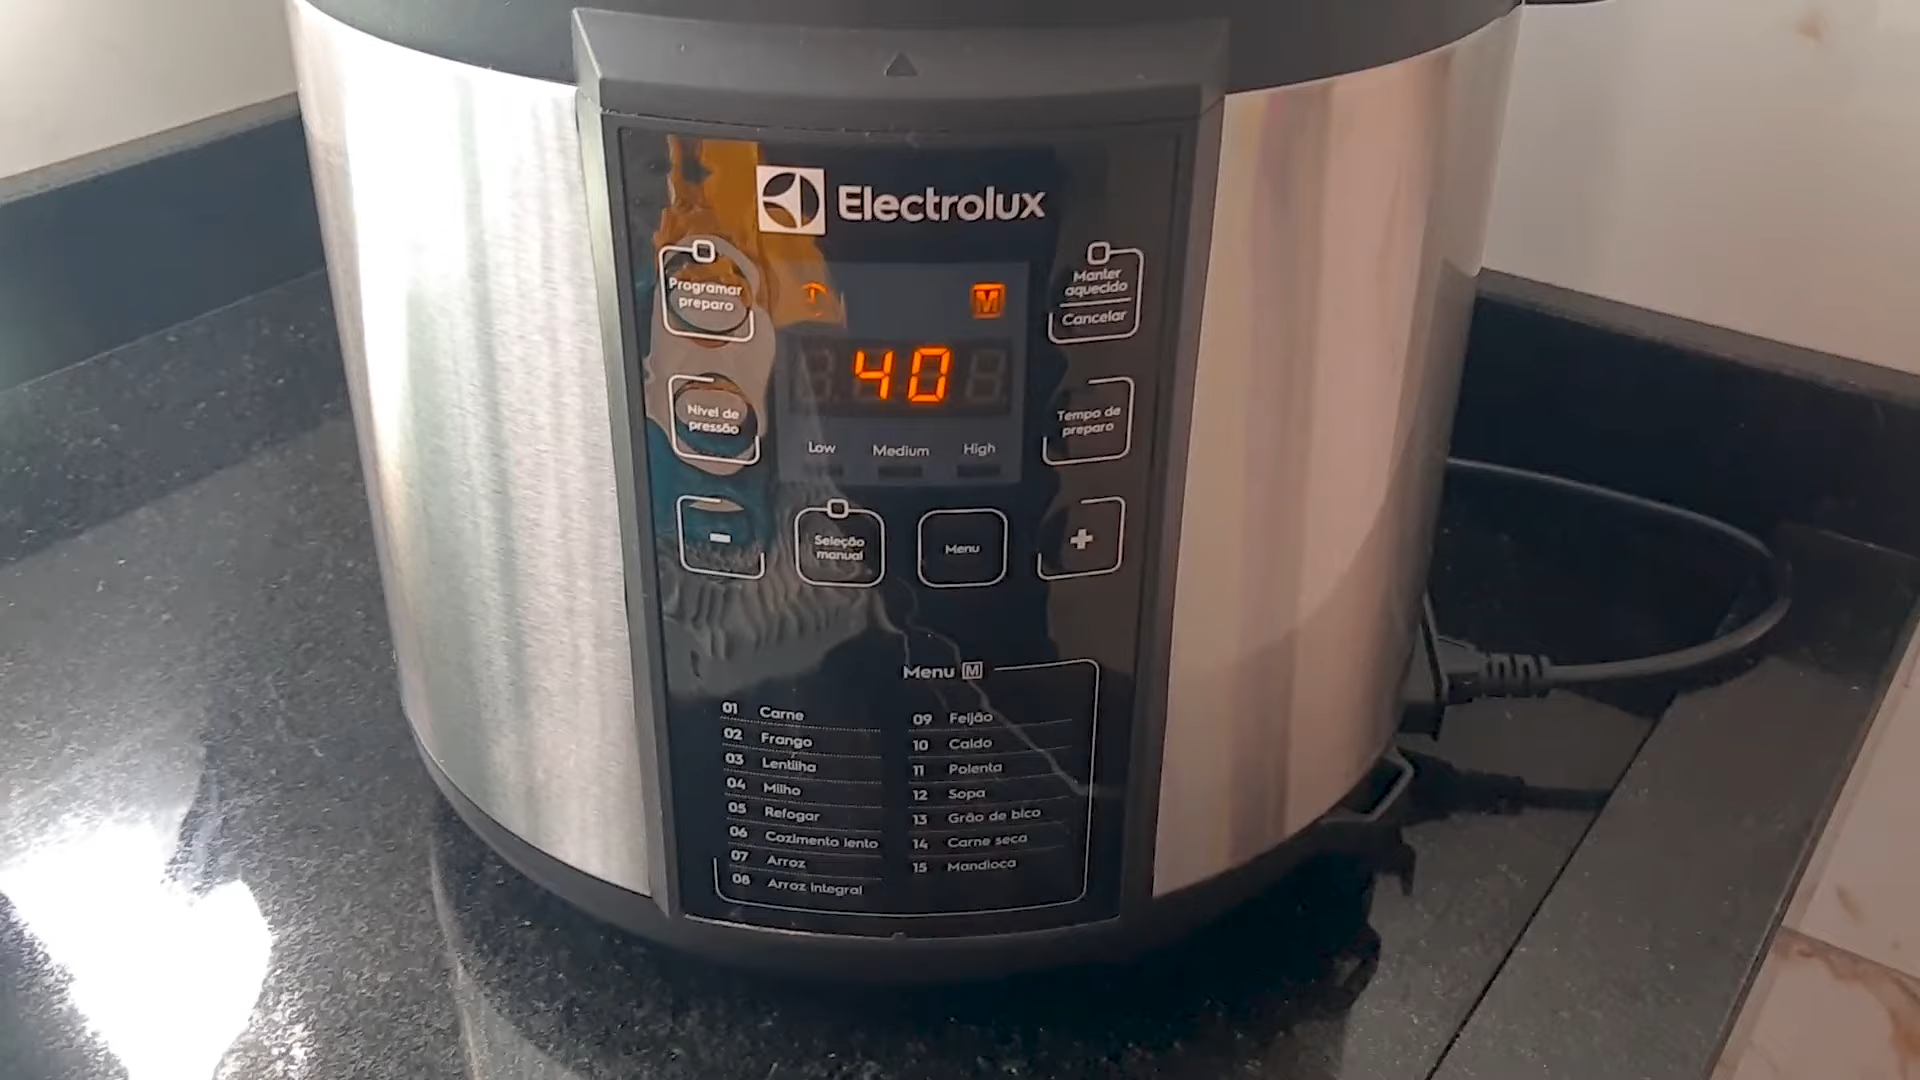 Electrolux
Programar
preparo
Manter
aquecido
Cancelar
M
40
Nível de
pressão
Tempo de
preparo
Low Medium High
-
Seleção
manual
Menu
+
Menu M
01 Carne
02 Frango
03 Lentilha
04 Milho
05 Refogar
06 Cozimento lento
07 Arroz
08 Arroz integral
09 Feijão
10 Caldo
11 Polenta
12 Sopa
13 Grão de bico
14 Carne seca
15 Mandioca